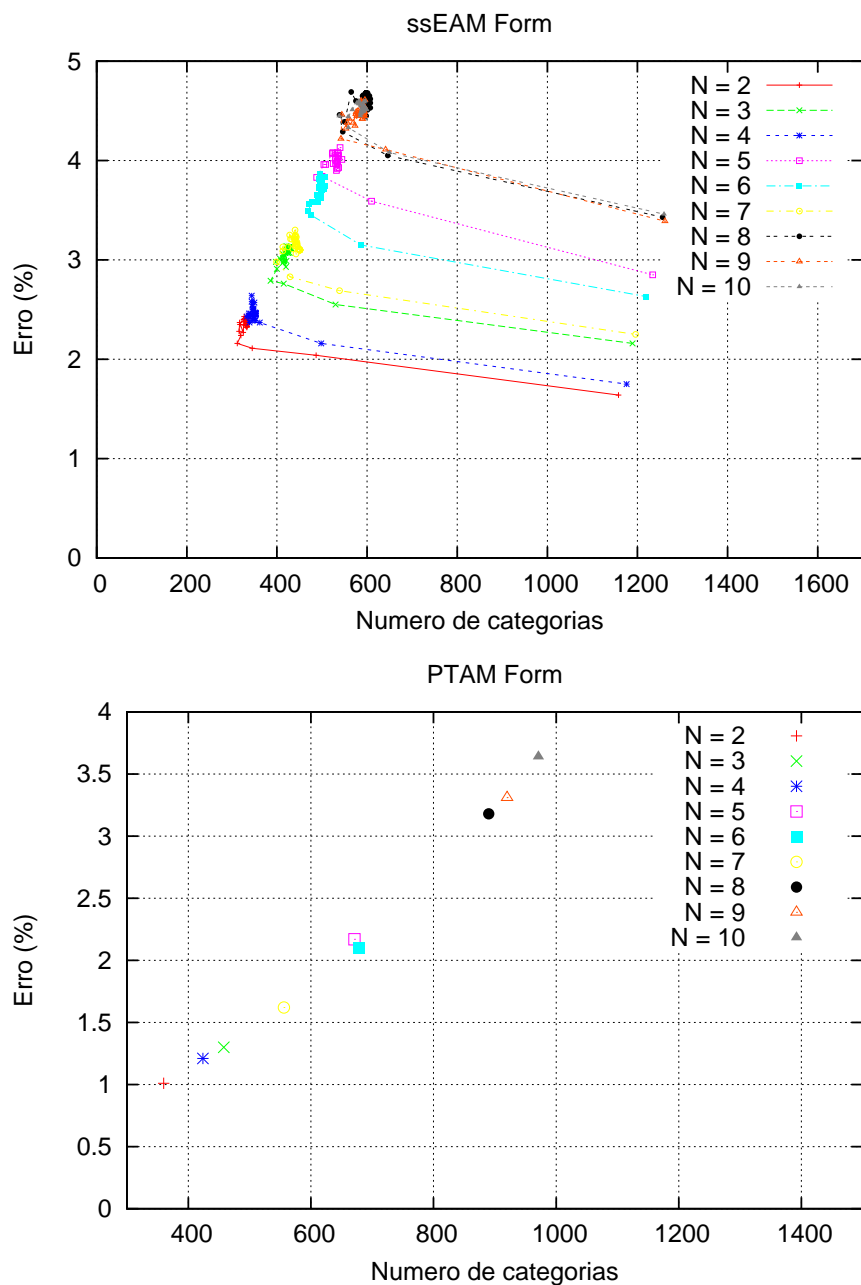 ssEAM Form
5
4
3
2
1
0
Erro (%)
0 200 400 600 800 1000 1200 1400 1600
Numero de categorias
N = 2
N = 3
N = 4
N = 5
N = 6
N = 7
N = 8
N = 9
N = 10
PTAM Form
4
3.5
3
2.5
2
1.5
1
0.5
0
Erro (%)
400 600 800 1000 1200 1400
Numero de categorias
N = 2
N = 3
N = 4
N = 5
N = 6
N = 7
N = 8
N = 9
N = 10